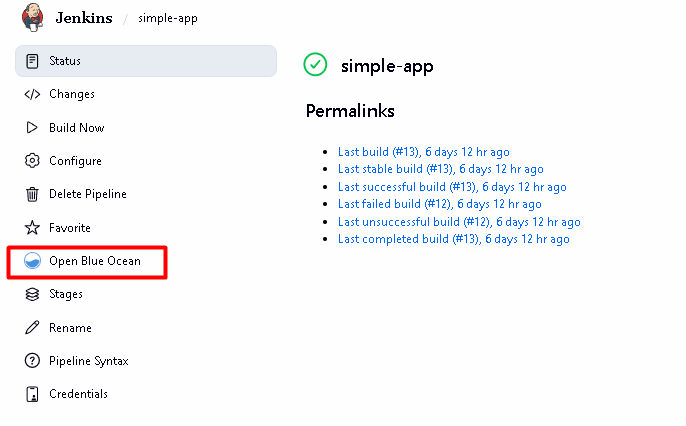 Jenkins / simple-app
Status
Changes
Build Now
Configure
Delete Pipeline
Favorite
Open Blue Ocean
Stages
Rename
Pipeline Syntax
Credentials
simple-app
Permalinks
Last build (#13), 6 days 12 hr ago
Last stable build (#13), 6 days 12 hr ago
Last successful build (#13), 6 days 12 hr ago
Last failed build (#12), 6 days 12 hr ago
Last unsuccessful build (#12), 6 days 12 hr ago
Last completed build (#13), 6 days 12 hr ago